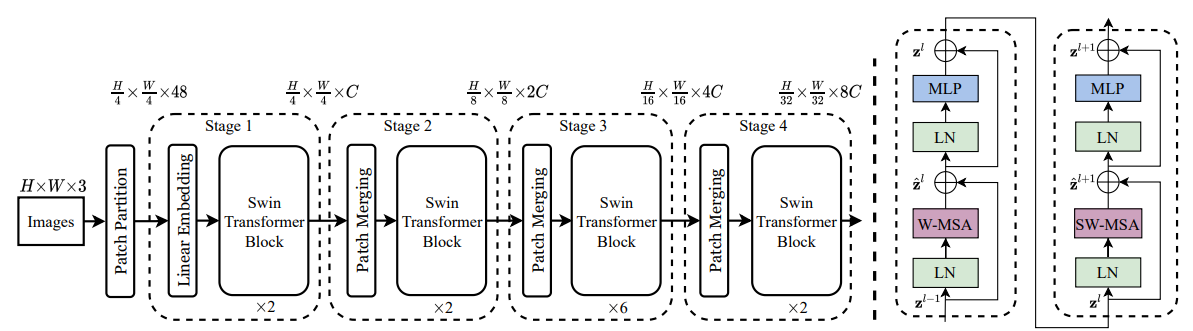 H/4 × W/4 × 48
H/4 × W/4 × C
H/8 × W/8 × 2C
H/16 × W/16 × 4C
H/32 × W/32 × 8C
Stage 1
Stage 2
Stage 3
Stage 4
H×W×3
Images
Patch Partition
Linear Embedding
Swin
Transformer
Block
×2
Patch Merging
Swin
Transformer
Block
×2
Patch Merging
Swin
Transformer
Block
×6
Patch Merging
Swin
Transformer
Block
×2
z^l
MLP
LN
ẑ^l
W-MSA
LN
z^{l−1}
z^{l+1}
MLP
LN
ẑ^{l+1}
SW-MSA
LN
z^l